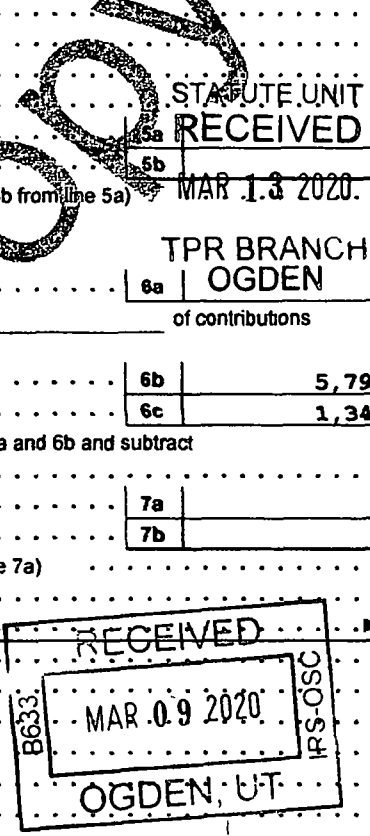 opy
STATUTE UNIT
5a RECEIVED
5b
b from line 5a) MAR 13 2020
TPR BRANCH
6a OGDEN
of contributions
6b 5,79
6c 1,34
a and 6b and subtract
7a
7b
e 7a)
RECEIVED
B633
MAR 09 2020
IRS-OSC
OGDEN, UT